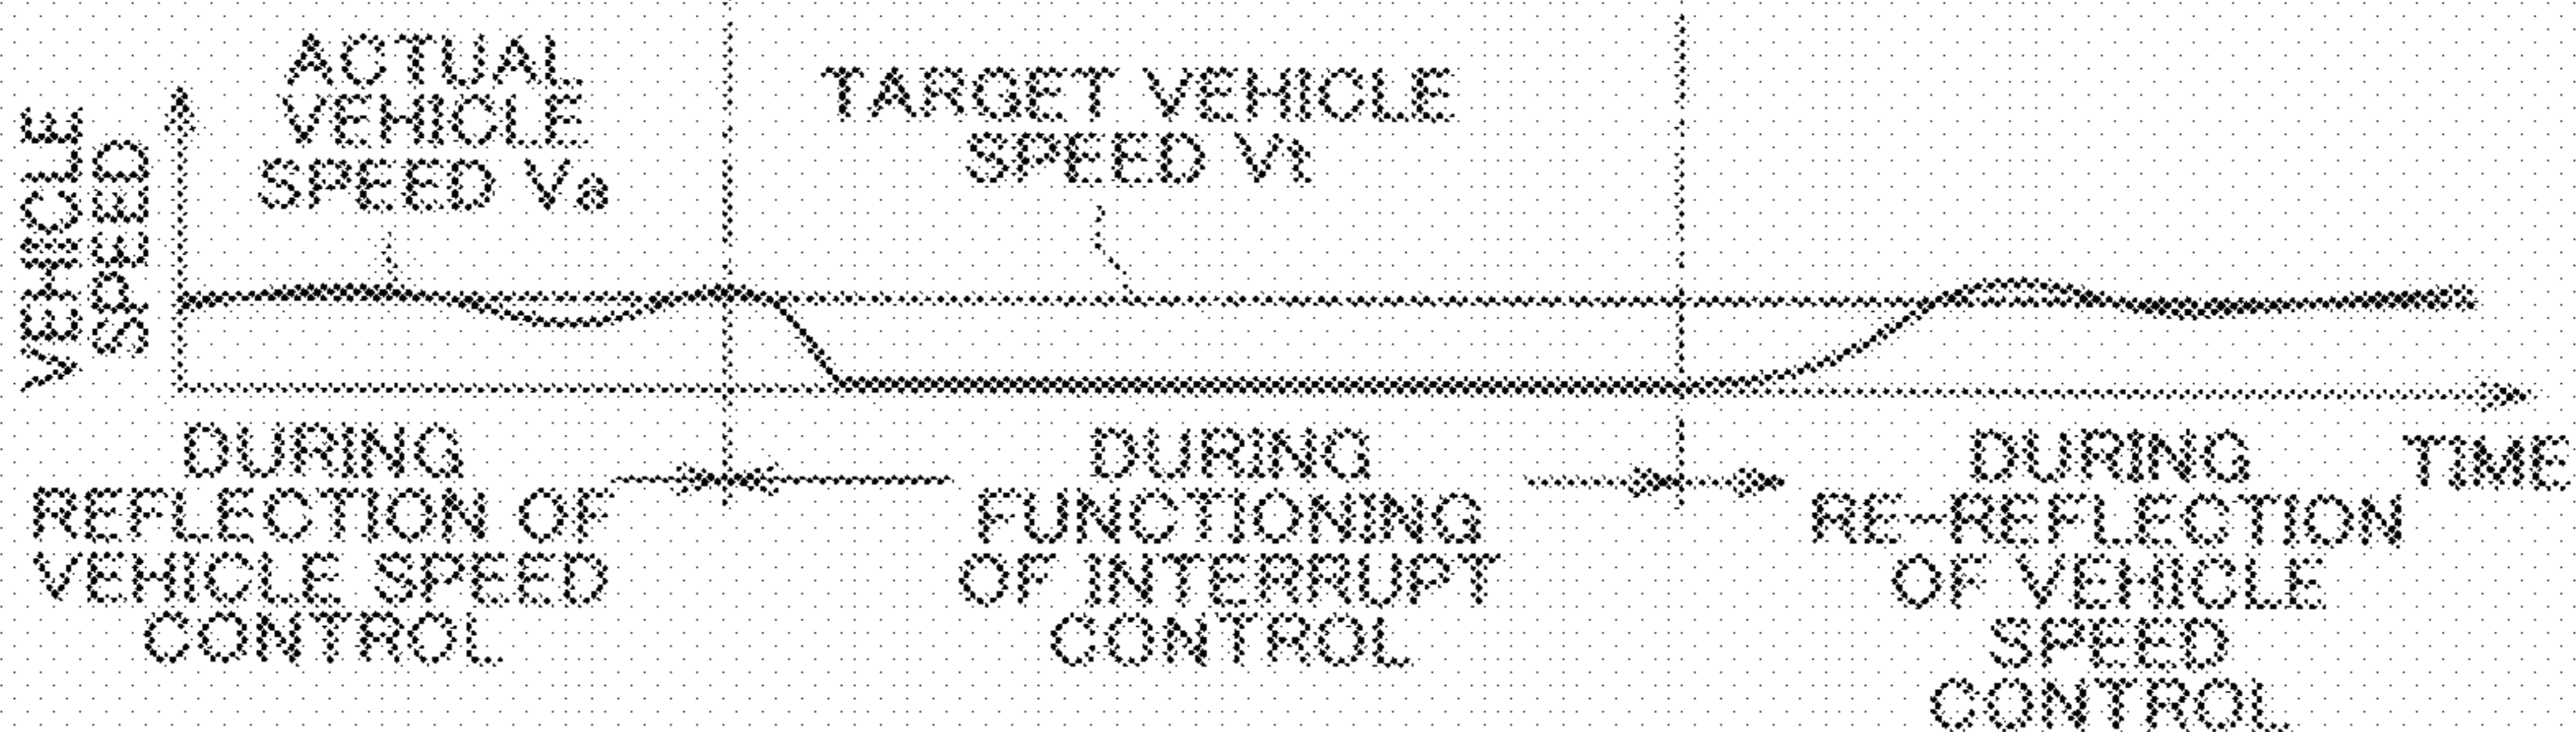 VEHICLE
SPEED
ACTUAL
VEHICLE
SPEED Va
TARGET VEHICLE
SPEED Vt
DURING
REFLECTION OF
VEHICLE SPEED
CONTROL
DURING
FUNCTIONING
OF INTERRUPT
CONTROL
DURING
RE-REFLECTION
OF VEHICLE
SPEED
CONTROL
TIME